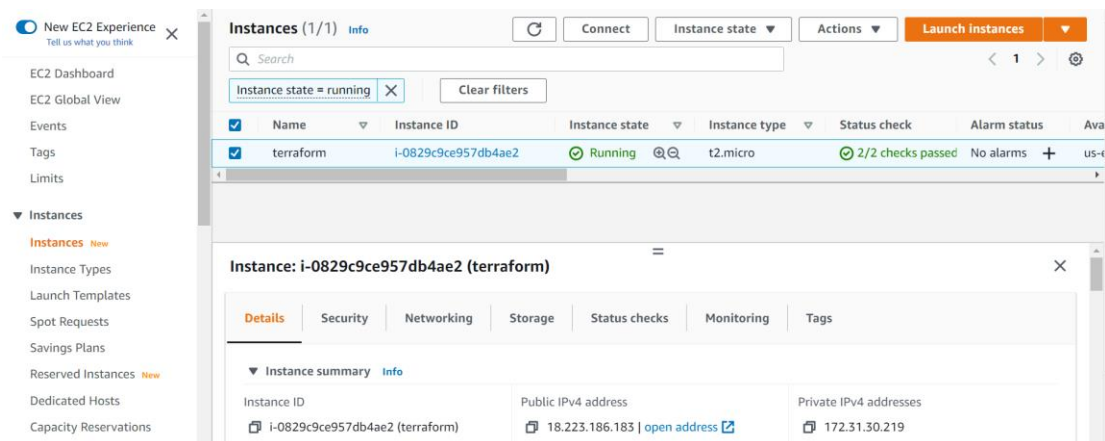 New EC2 Experience
Tell us what you think
EC2 Dashboard
EC2 Global View
Events
Tags
Limits
Instances
Instances New
Instance Types
Launch Templates
Spot Requests
Savings Plans
Reserved Instances New
Dedicated Hosts
Capacity Reservations
Instances (1/1) Info
Connect
Instance state
Actions
Launch instances
Search
1
Instance state = running
Clear filters
Name Instance ID Instance state Instance type Status check Alarm status Ava
terraform i-0829c9ce957db4ae2 Running t2.micro 2/2 checks passed No alarms us-e
Instance: i-0829c9ce957db4ae2 (terraform)
Details Security Networking Storage Status checks Monitoring Tags
Instance summary Info
Instance ID Public IPv4 address Private IPv4 addresses
i-0829c9ce957db4ae2 (terraform) 18.223.186.183 | open address 172.31.30.219